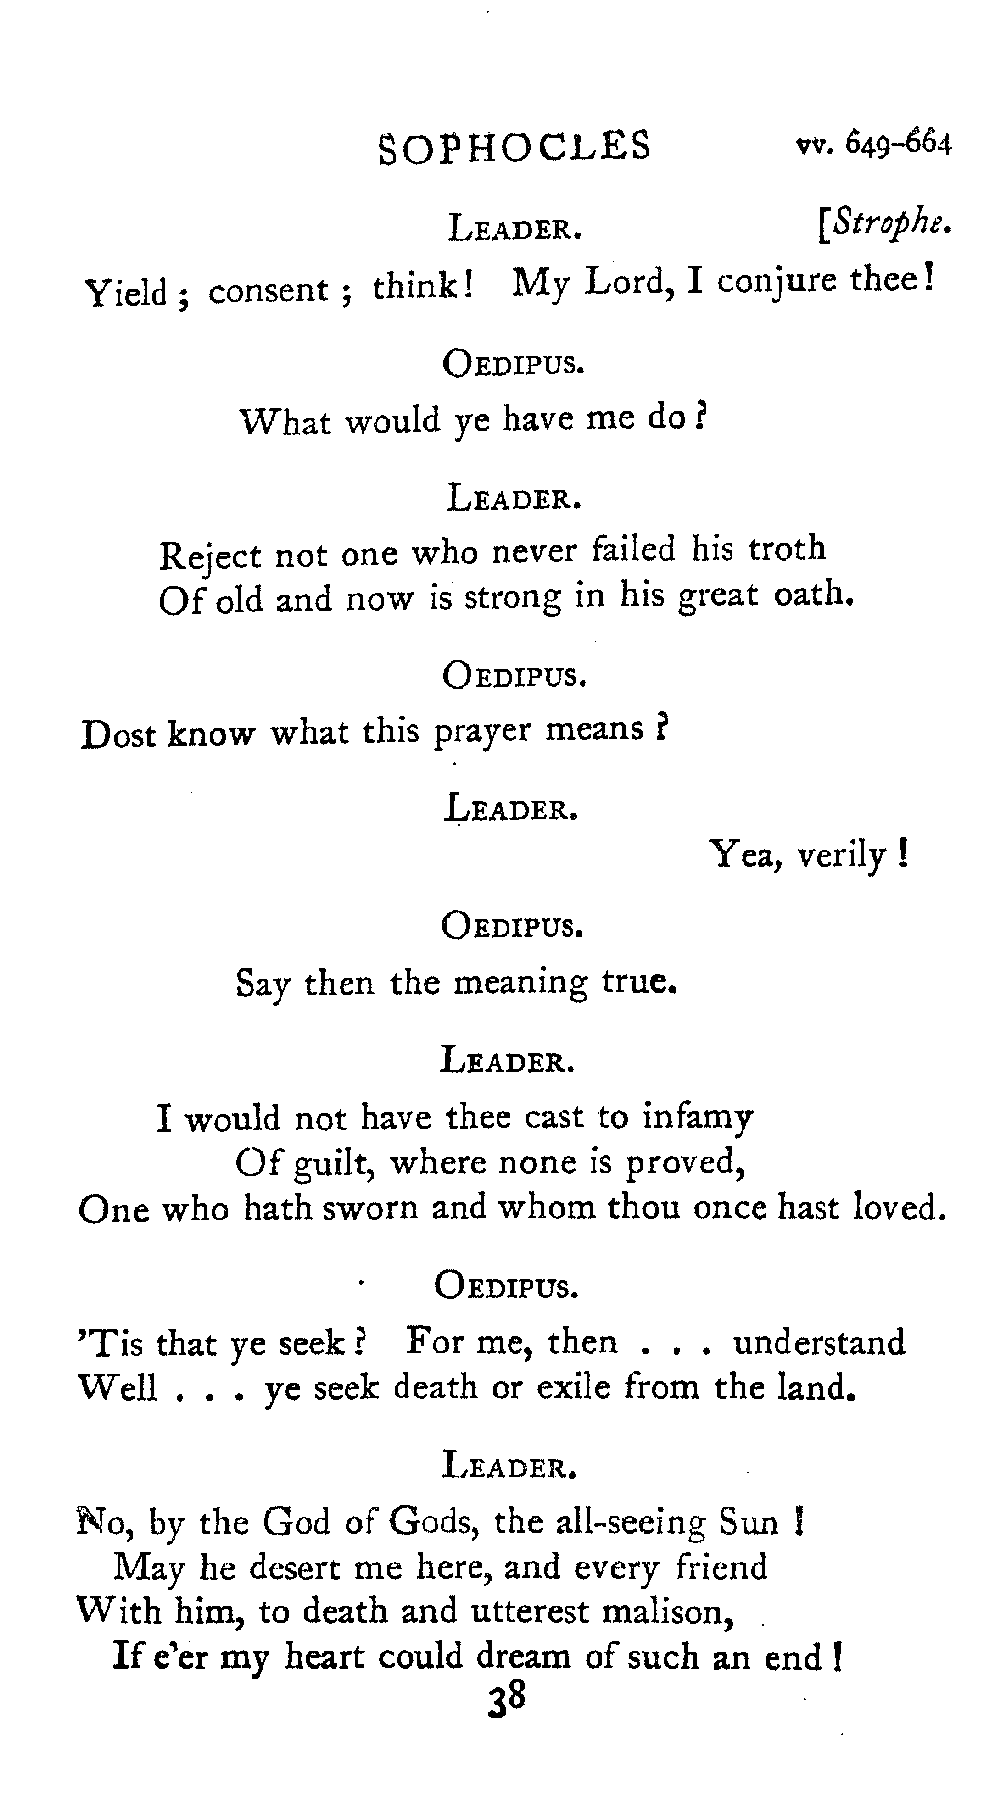 SOPHOCLES vv. 649–664
LEADER. [Strophe.
Yield ; consent ; think! My Lord, I conjure thee!
OEDIPUS.
What would ye have me do ?
LEADER.
Reject not one who never failed his troth
Of old and now is strong in his great oath.
OEDIPUS.
Dost know what this prayer means ?
LEADER.
Yea, verily !
OEDIPUS.
Say then the meaning true.
LEADER.
I would not have thee cast to infamy
Of guilt, where none is proved,
One who hath sworn and whom thou once hast loved.
OEDIPUS.
’Tis that ye seek ? For me, then . . . understand
Well . . . ye seek death or exile from the land.
LEADER.
No, by the God of Gods, the all-seeing Sun !
May he desert me here, and every friend
With him, to death and utterest malison,
If e’er my heart could dream of such an end !
38